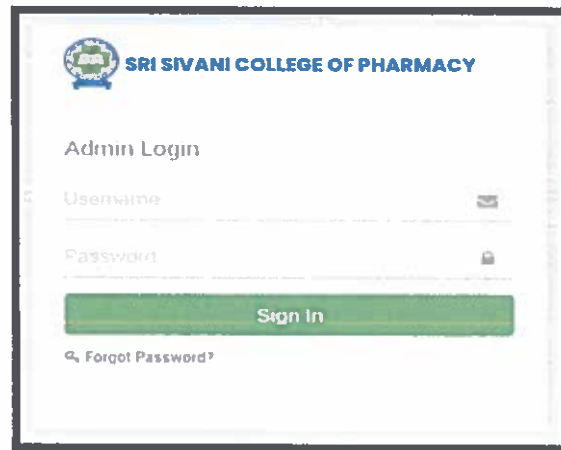 SRI SIVANI COLLEGE OF PHARMACY
Admin Login
Username
Password
Sign In
Forgot Password?